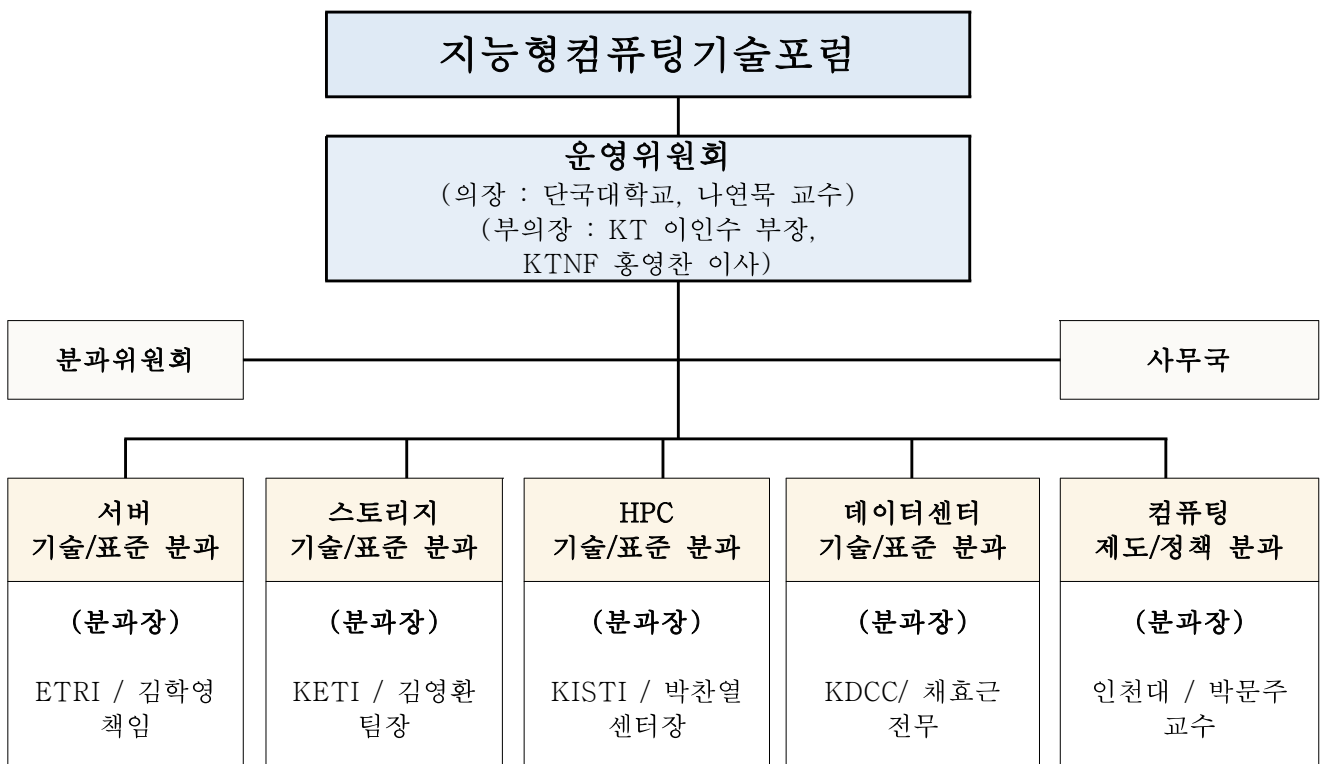 지능형컴퓨팅기술포럼
운영위원회
(의장 : 단국대학교, 나연묵 교수)
(부의장 : KT 이인수 부장,
KTNF 홍영찬 이사)
분과위원회
사무국
서버
기술/표준 분과
(분과장)
ETRI / 김학영
책임
스토리지
기술/표준 분과
(분과장)
KETI / 김영환
팀장
HPC
기술/표준 분과
(분과장)
KISTI / 박찬열
센터장
데이터센터
기술/표준 분과
(분과장)
KDCC/ 채효근
전무
컴퓨팅
제도/정책 분과
(분과장)
인천대 / 박문주
교수